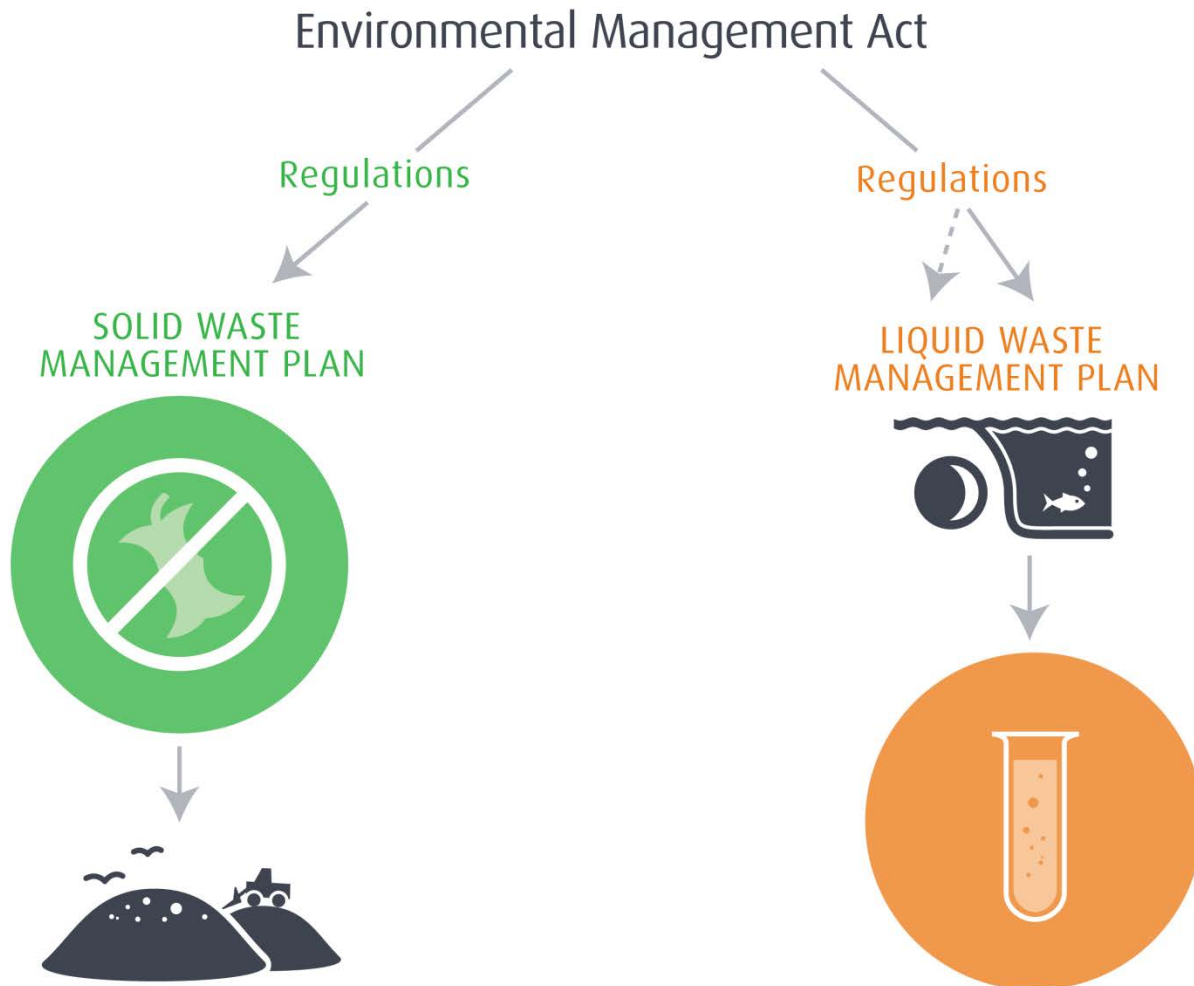 Environmental Management Act
Regulations
Regulations
SOLID WASTE
MANAGEMENT PLAN
LIQUID WASTE
MANAGEMENT PLAN